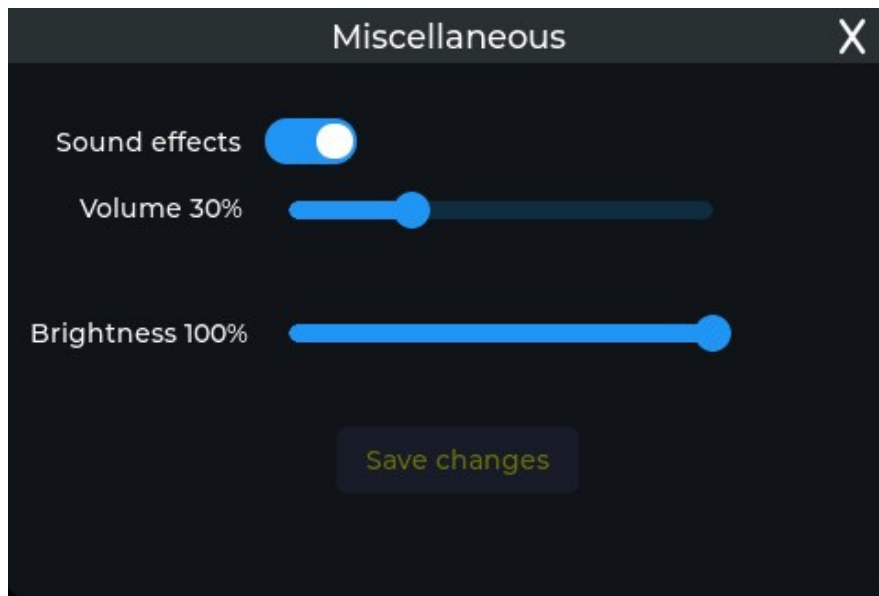 Miscellaneous X
Sound effects
Volume 30%
Brightness 100%
Save changes